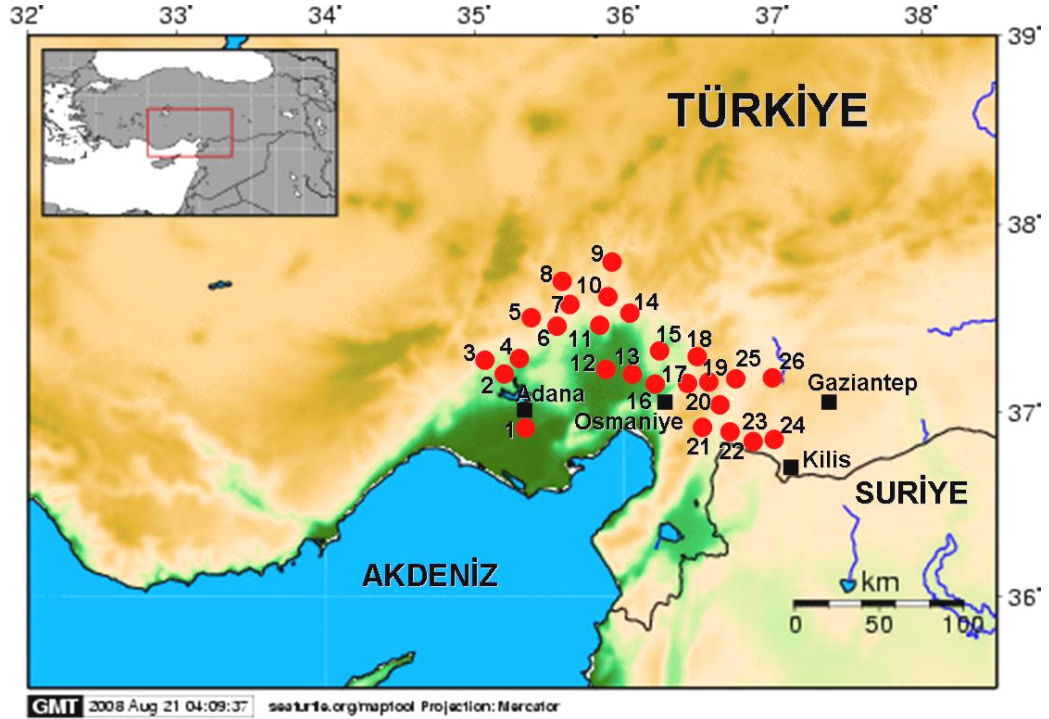 32° 33° 34° 35° 36° 37° 38°
39°
TÜRKİYE
38°
9
8
10
7
14
5
6
11
15
18
3
4
12
13
17
19
25
26
2
Adana
16
20
Gaziantep
1
Osmaniye
37°
21
22
23
24
Kilis
SURİYE
AKDENİZ
km
36°
0 50 100
GMT 2008 Aug 21 04:09:37 seaturtle.org/maptool Projection: Mercator